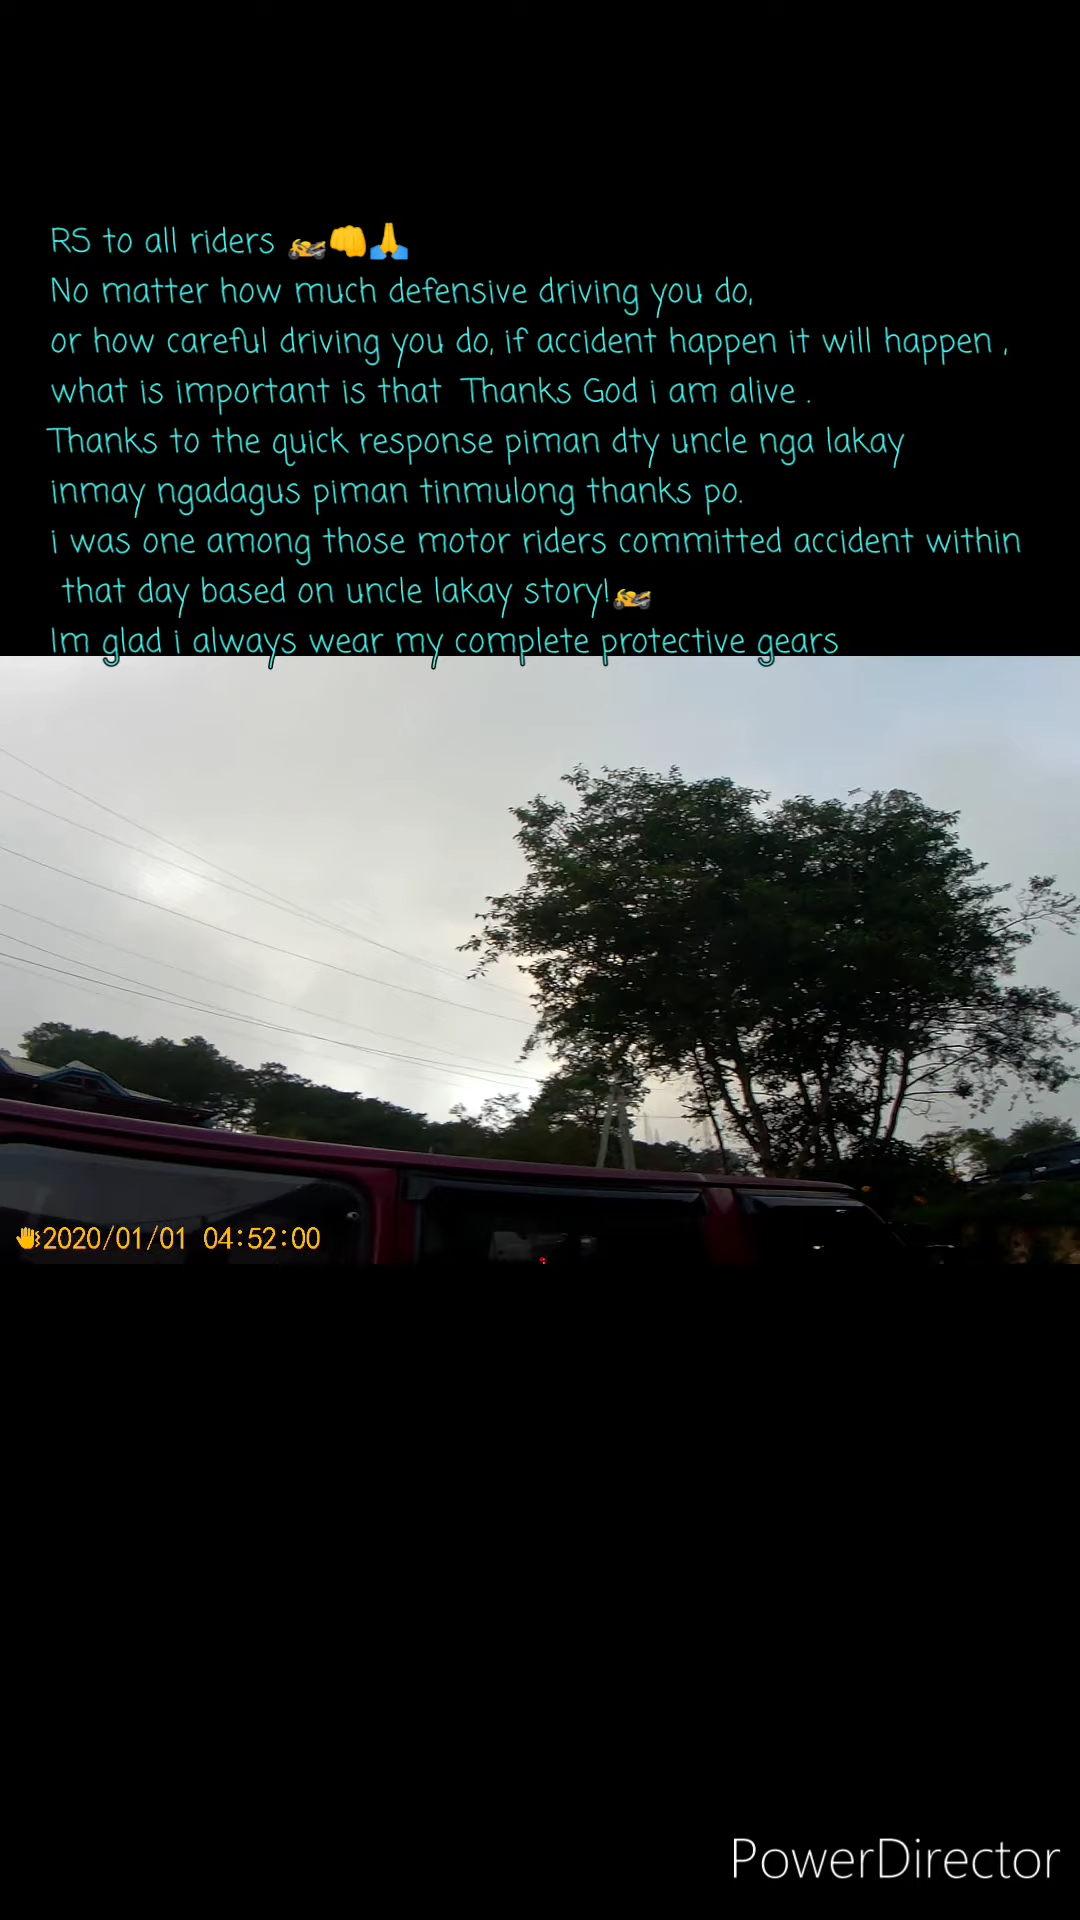 RS to all riders 🏍️👊🙏
No matter how much defensive driving you do,
or how careful driving you do, if accident happen it will happen ,
what is important is that  Thanks God i am alive .
Thanks to the quick response piman dty uncle nga lakay
inmay ngadagus piman tinmulong thanks po.
i was one among those motor riders committed accident within
that day based on uncle lakay story!🏍️
Im glad i always wear my complete protective gears
2020/01/01 04:52:00
PowerDirector